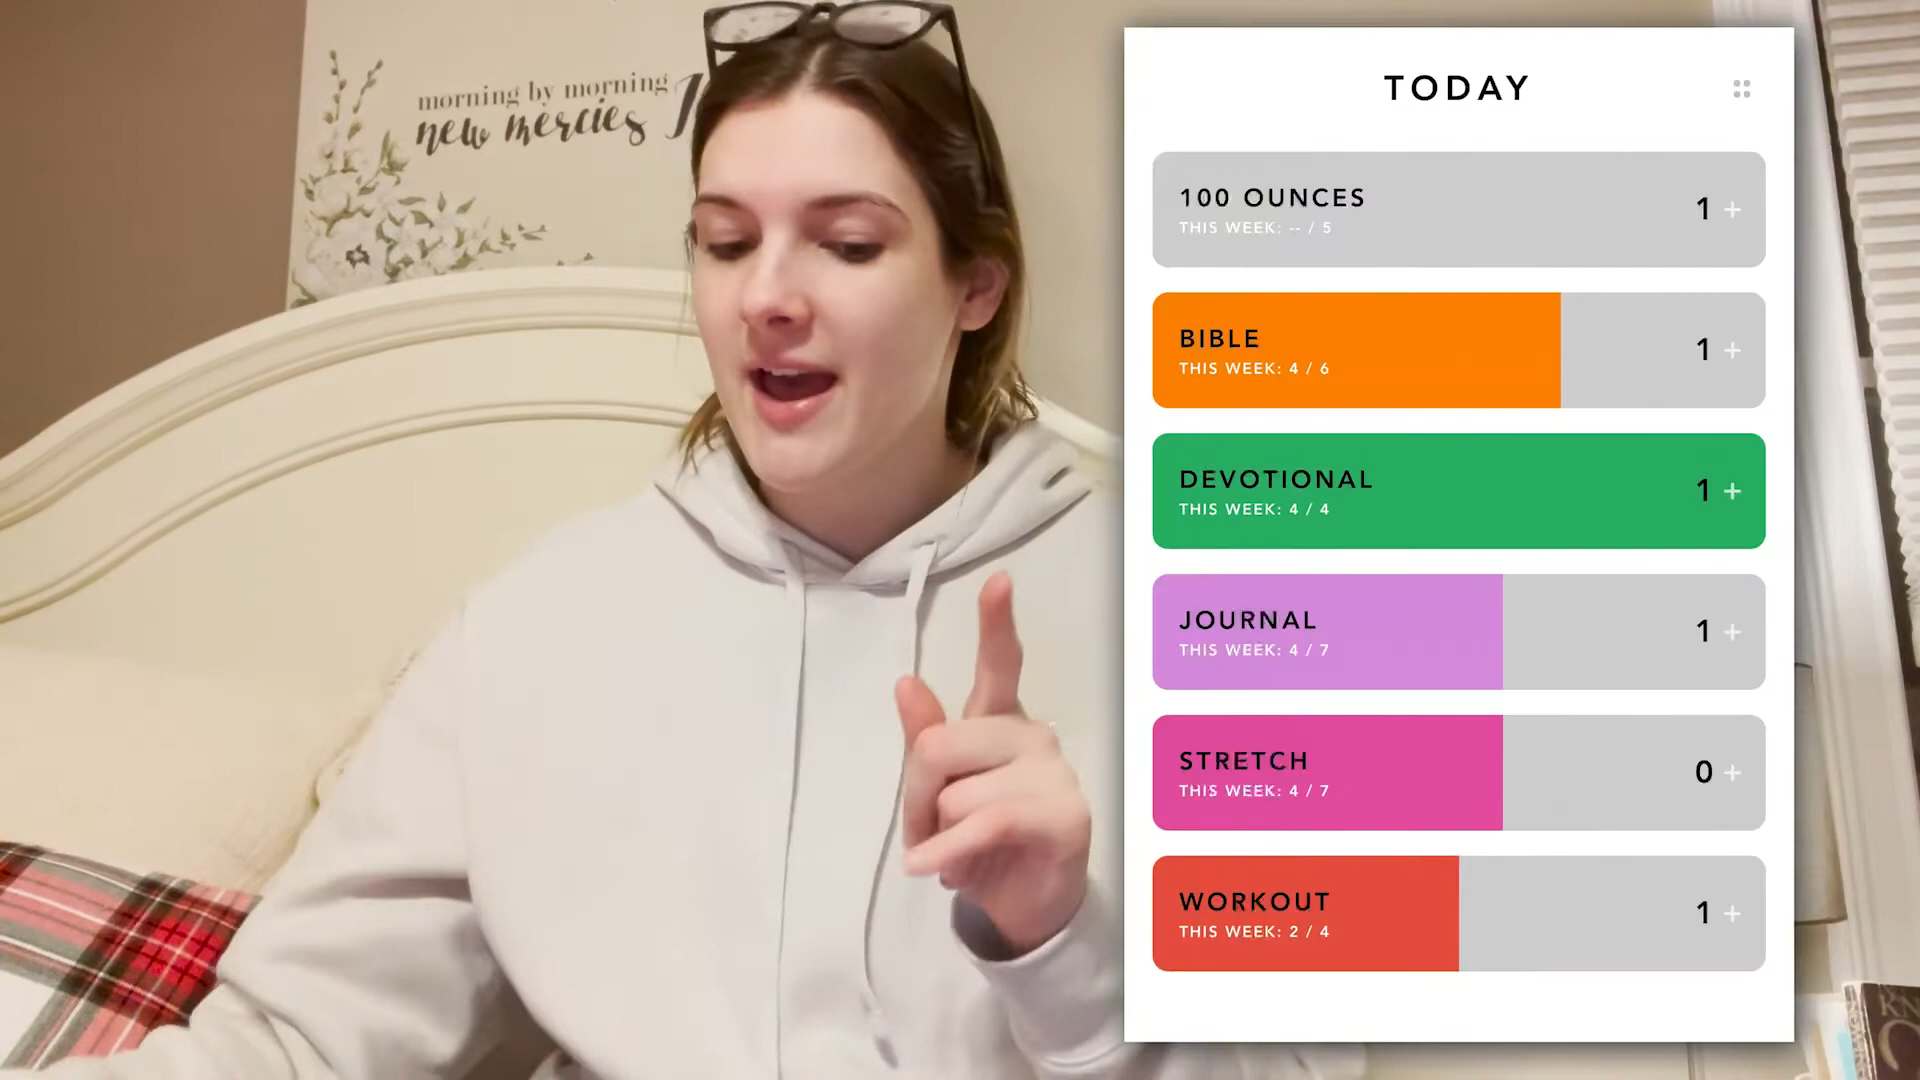 morning by morning
new mercies
TODAY
100 OUNCES
1 +
THIS WEEK: -- / 5
BIBLE
1 +
THIS WEEK: 4 / 6
DEVOTIONAL
1 +
THIS WEEK: 4 / 4
JOURNAL
1 +
THIS WEEK: 4 / 7
STRETCH
0 +
THIS WEEK: 4 / 7
WORKOUT
1 +
THIS WEEK: 2 / 4